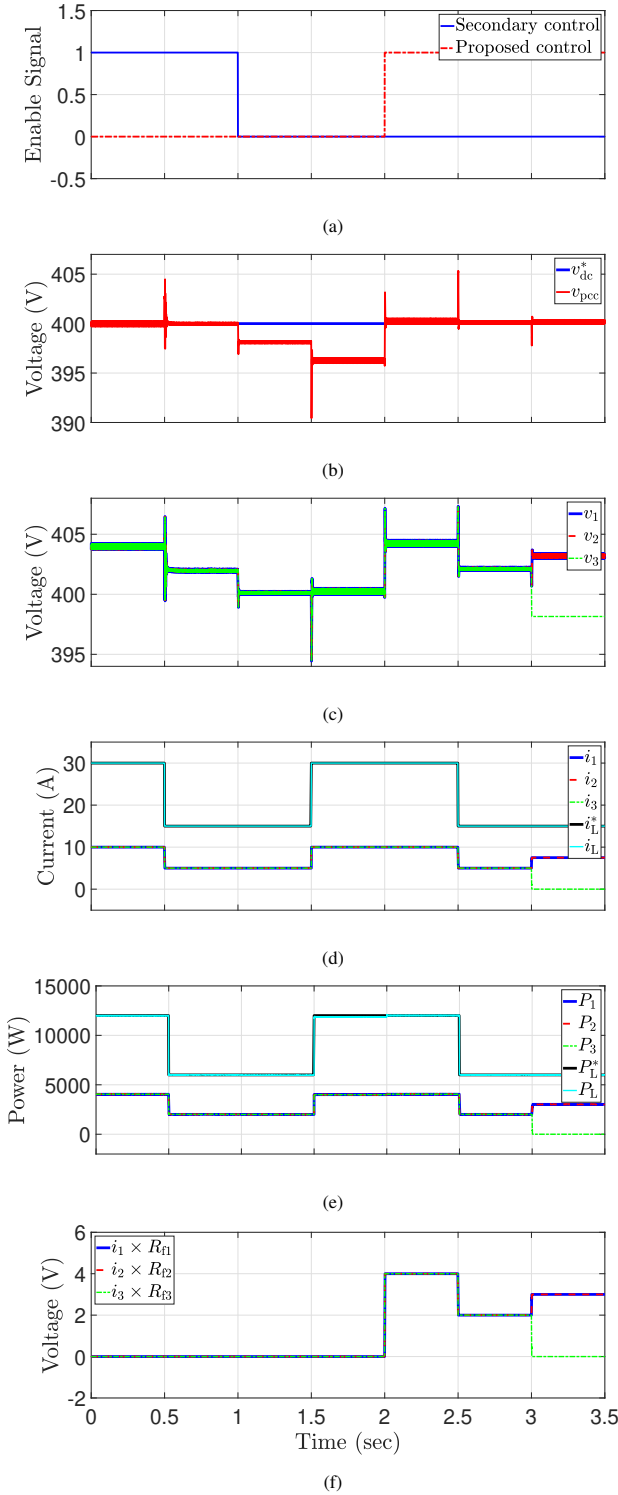 1.5
1
0.5
0
-0.5
Enable Signal
Secondary control
Proposed control
(a)
405
400
395
390
Voltage (V)
v*dc
vpcc
(b)
405
400
395
Voltage (V)
v1
v2
v3
(c)
30
20
10
0
Current (A)
i1
i2
i3
i*L
iL
(d)
15000
10000
5000
0
Power (W)
P1
P2
P3
P*L
PL
(e)
6
4
2
0
-2
Voltage (V)
i1 × Rf1
i2 × Rf2
i3 × Rf3
0 0.5 1 1.5 2 2.5 3 3.5
Time (sec)
(f)